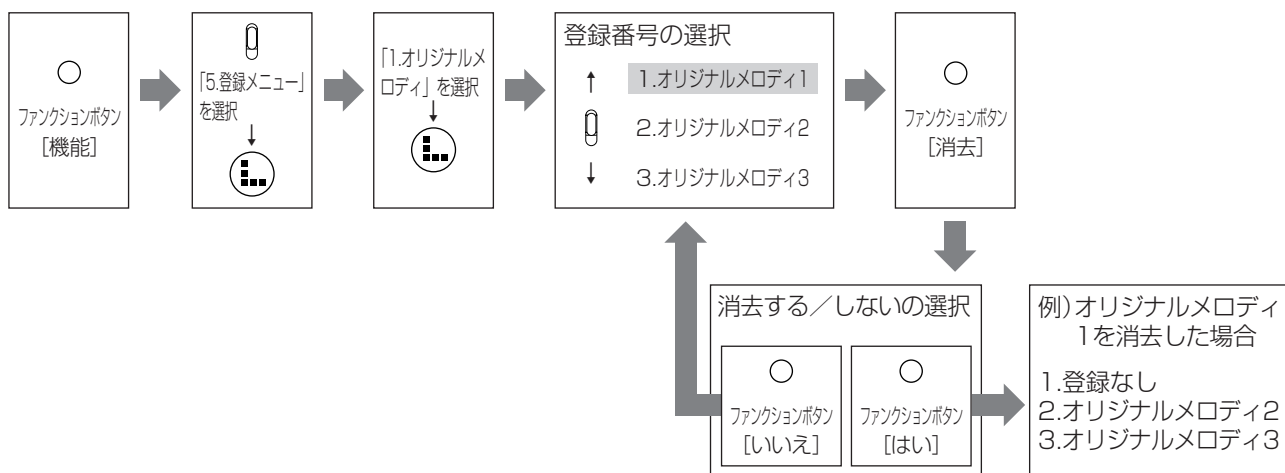 ファンクションボタン
[機能]
「5.登録メニュー」
を選択
「1.オリジナルメ
ロディ」を選択
登録番号の選択
1.オリジナルメロディ1
2.オリジナルメロディ2
3.オリジナルメロディ3
ファンクションボタン
[消去]
消去する／しないの選択
ファンクションボタン
[いいえ]
ファンクションボタン
[はい]
例)オリジナルメロディ
1を消去した場合
1.登録なし
2.オリジナルメロディ2
3.オリジナルメロディ3